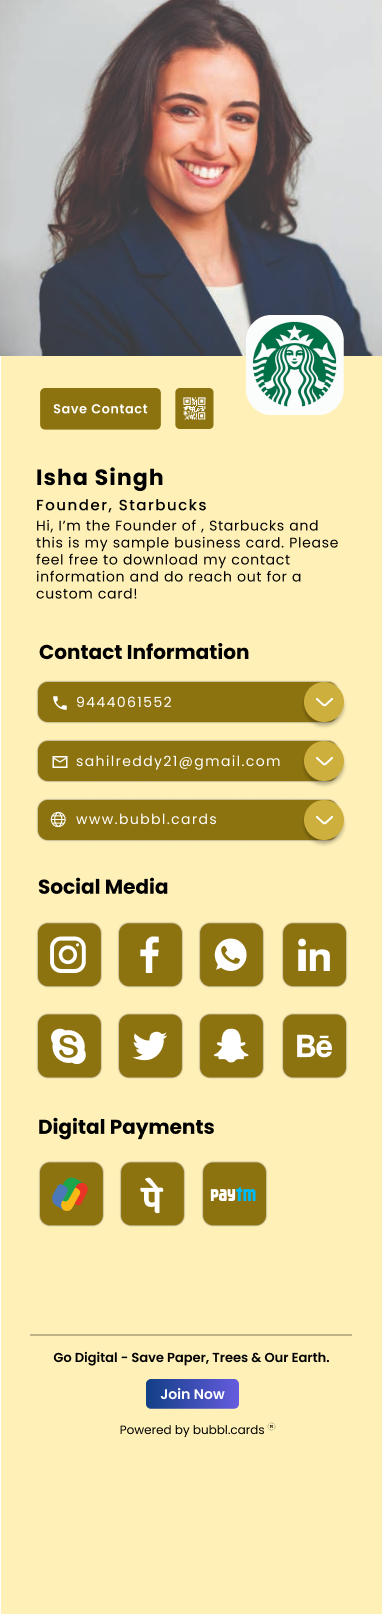 Save Contact
Isha Singh
Founder, Starbucks
Hi, I’m the Founder of , Starbucks and
this is my sample business card. Please
feel free to download my contact
information and do reach out for a
custom card!
Contact Information
9444061552
sahilreddy21@gmail.com
www.bubbl.cards
Social Media
Bē
Digital Payments
पे
paytm
Go Digital - Save Paper, Trees & Our Earth.
Join Now
Powered by bubbl.cards ®